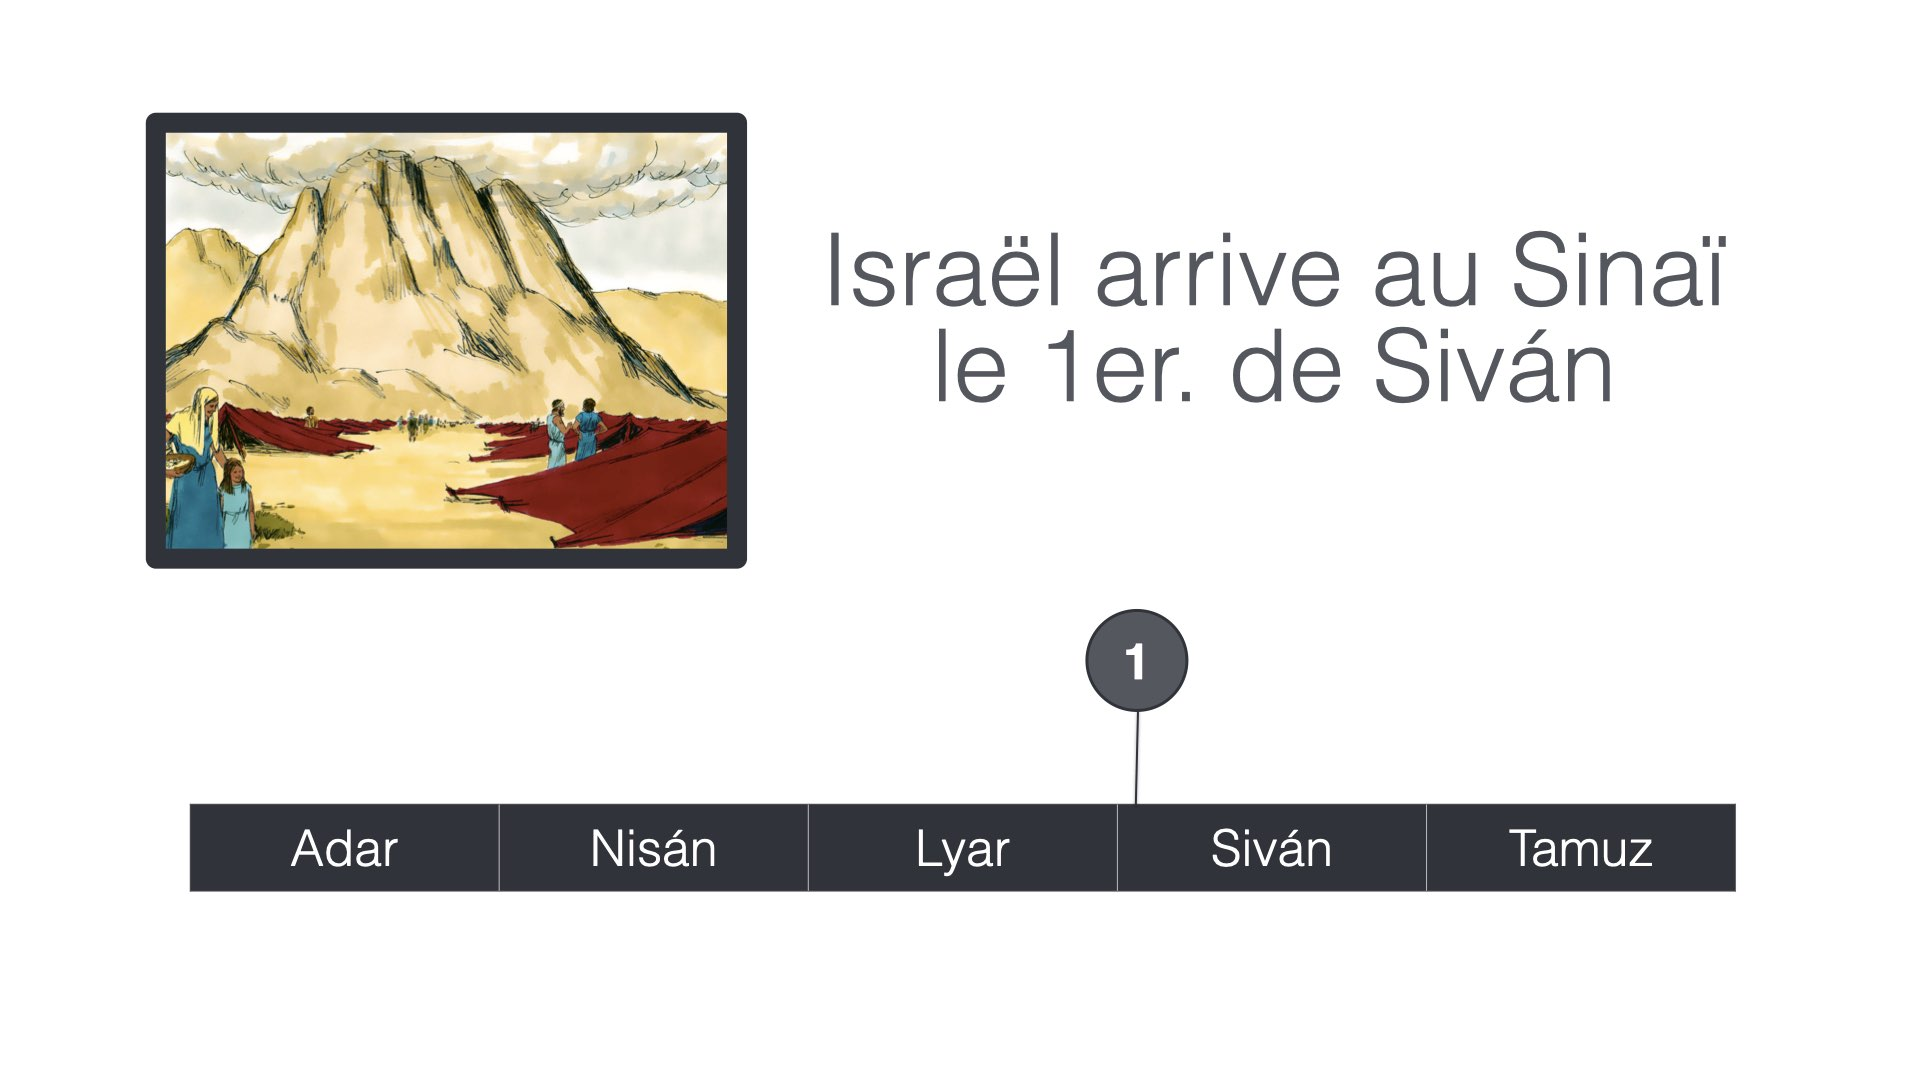 Israël arrive au Sinaï
le 1er. de Siván
1
Adar Nisán Lyar Siván Tamuz